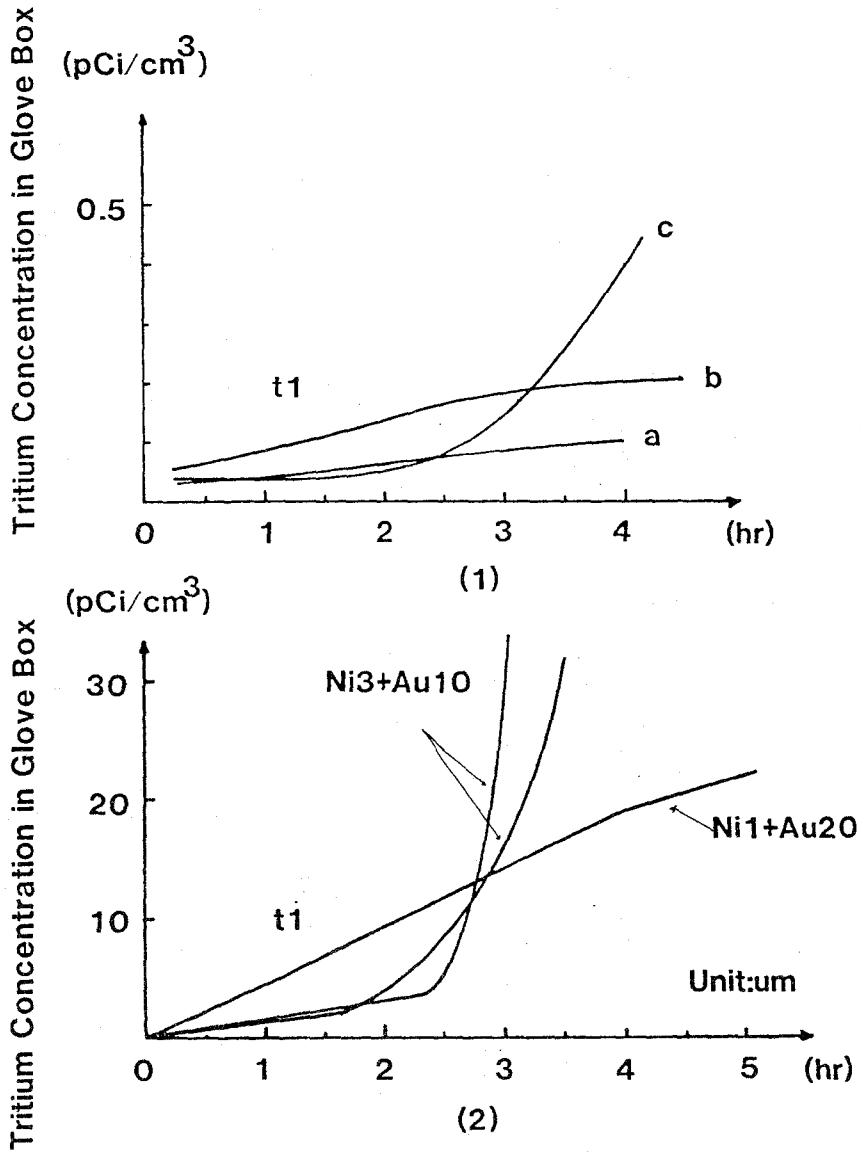 Tritium Concentration in Glove Box
(pCi/cm³)
0.5
c
t1
b
a
0 1 2 3 4 (hr)
(1)
Tritium Concentration in Glove Box
(pCi/cm³)
30
Ni3+Au10
20
Ni1+Au20
t1
10
Unit:um
0 1 2 3 4 5 (hr)
(2)